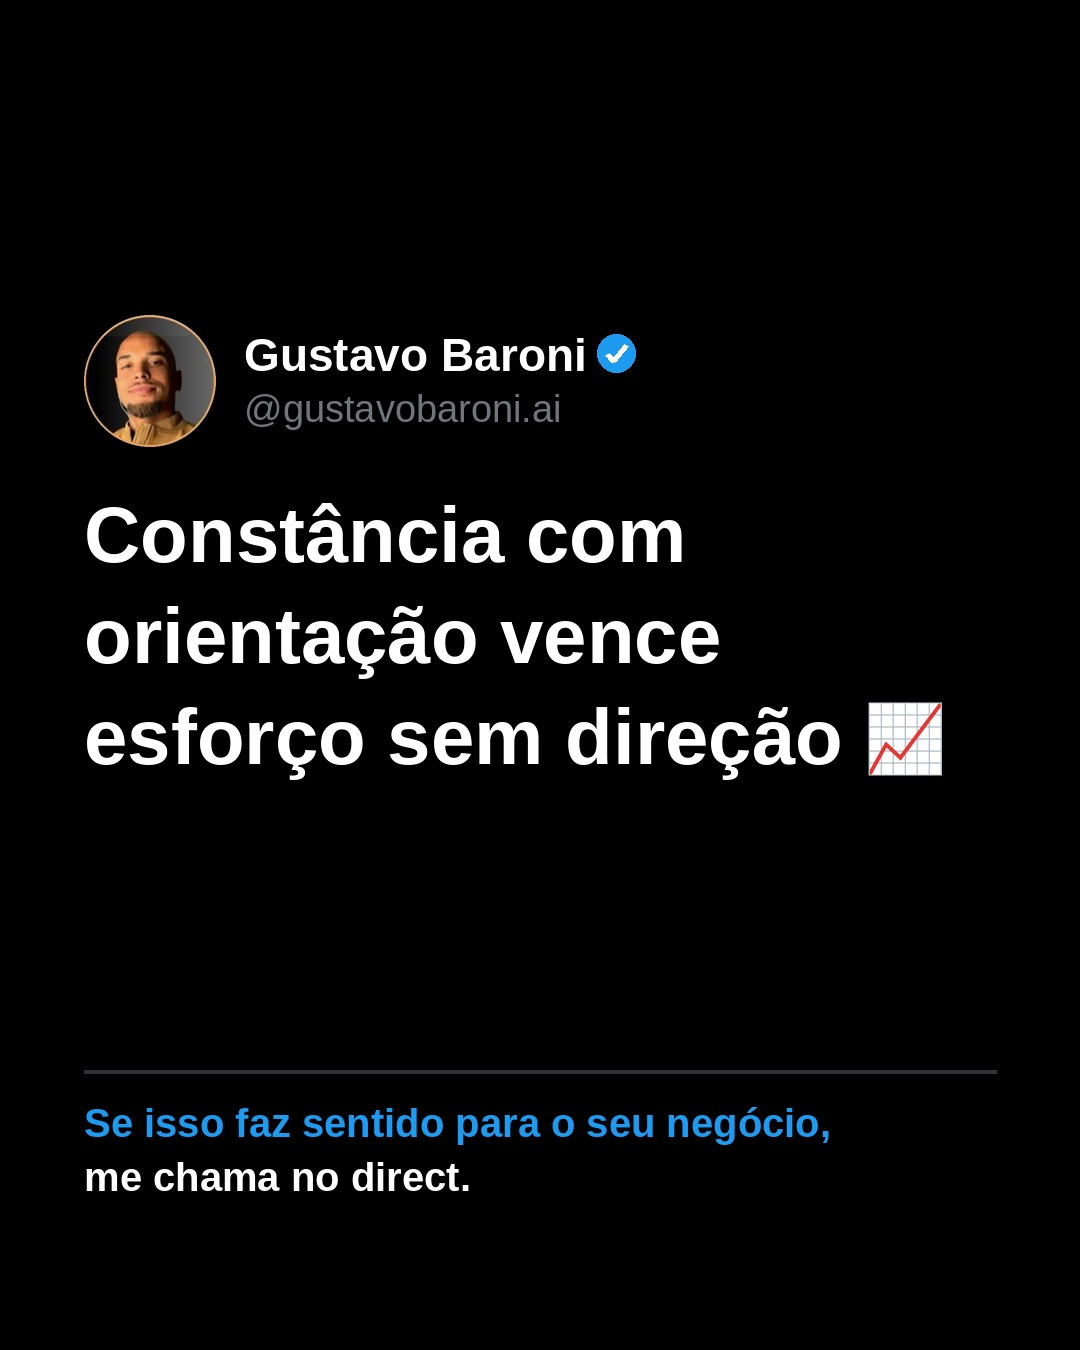 Gustavo Baroni
@gustavobaroni.ai
Constância com
orientação vence
esforço sem direção 📈
Se isso faz sentido para o seu negócio,
me chama no direct.